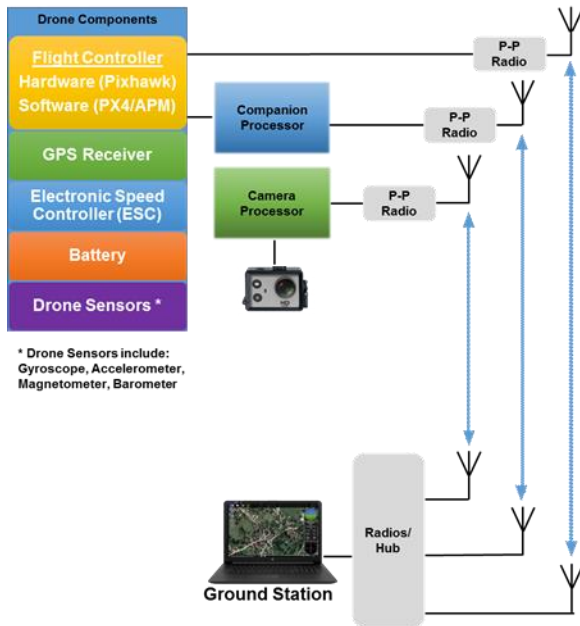 Drone Components
Flight Controller
Hardware (Pixhawk)
Software (PX4/APM)
GPS Receiver
Electronic Speed
Controller (ESC)
Battery
Drone Sensors *
* Drone Sensors include:
Gyroscope, Accelerometer,
Magnetometer, Barometer
P-P
Radio
Companion
Processor
P-P
Radio
Camera
Processor
P-P
Radio
HD
Radios/
Hub
Ground Station